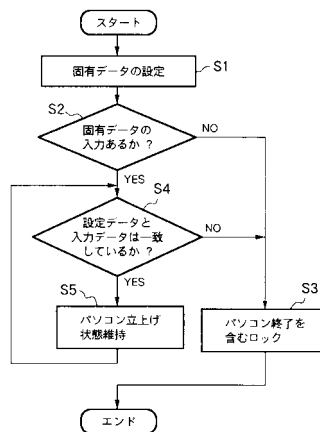 スタート
固有データの設定
S1
S2
固有データの
入力あるか ?
NO
YES
S4
設定データと
入力データは一致
しているか ?
NO
YES
S5
S3
パソコン立上げ
状態維持
パソコン終了を
含むロック
エンド